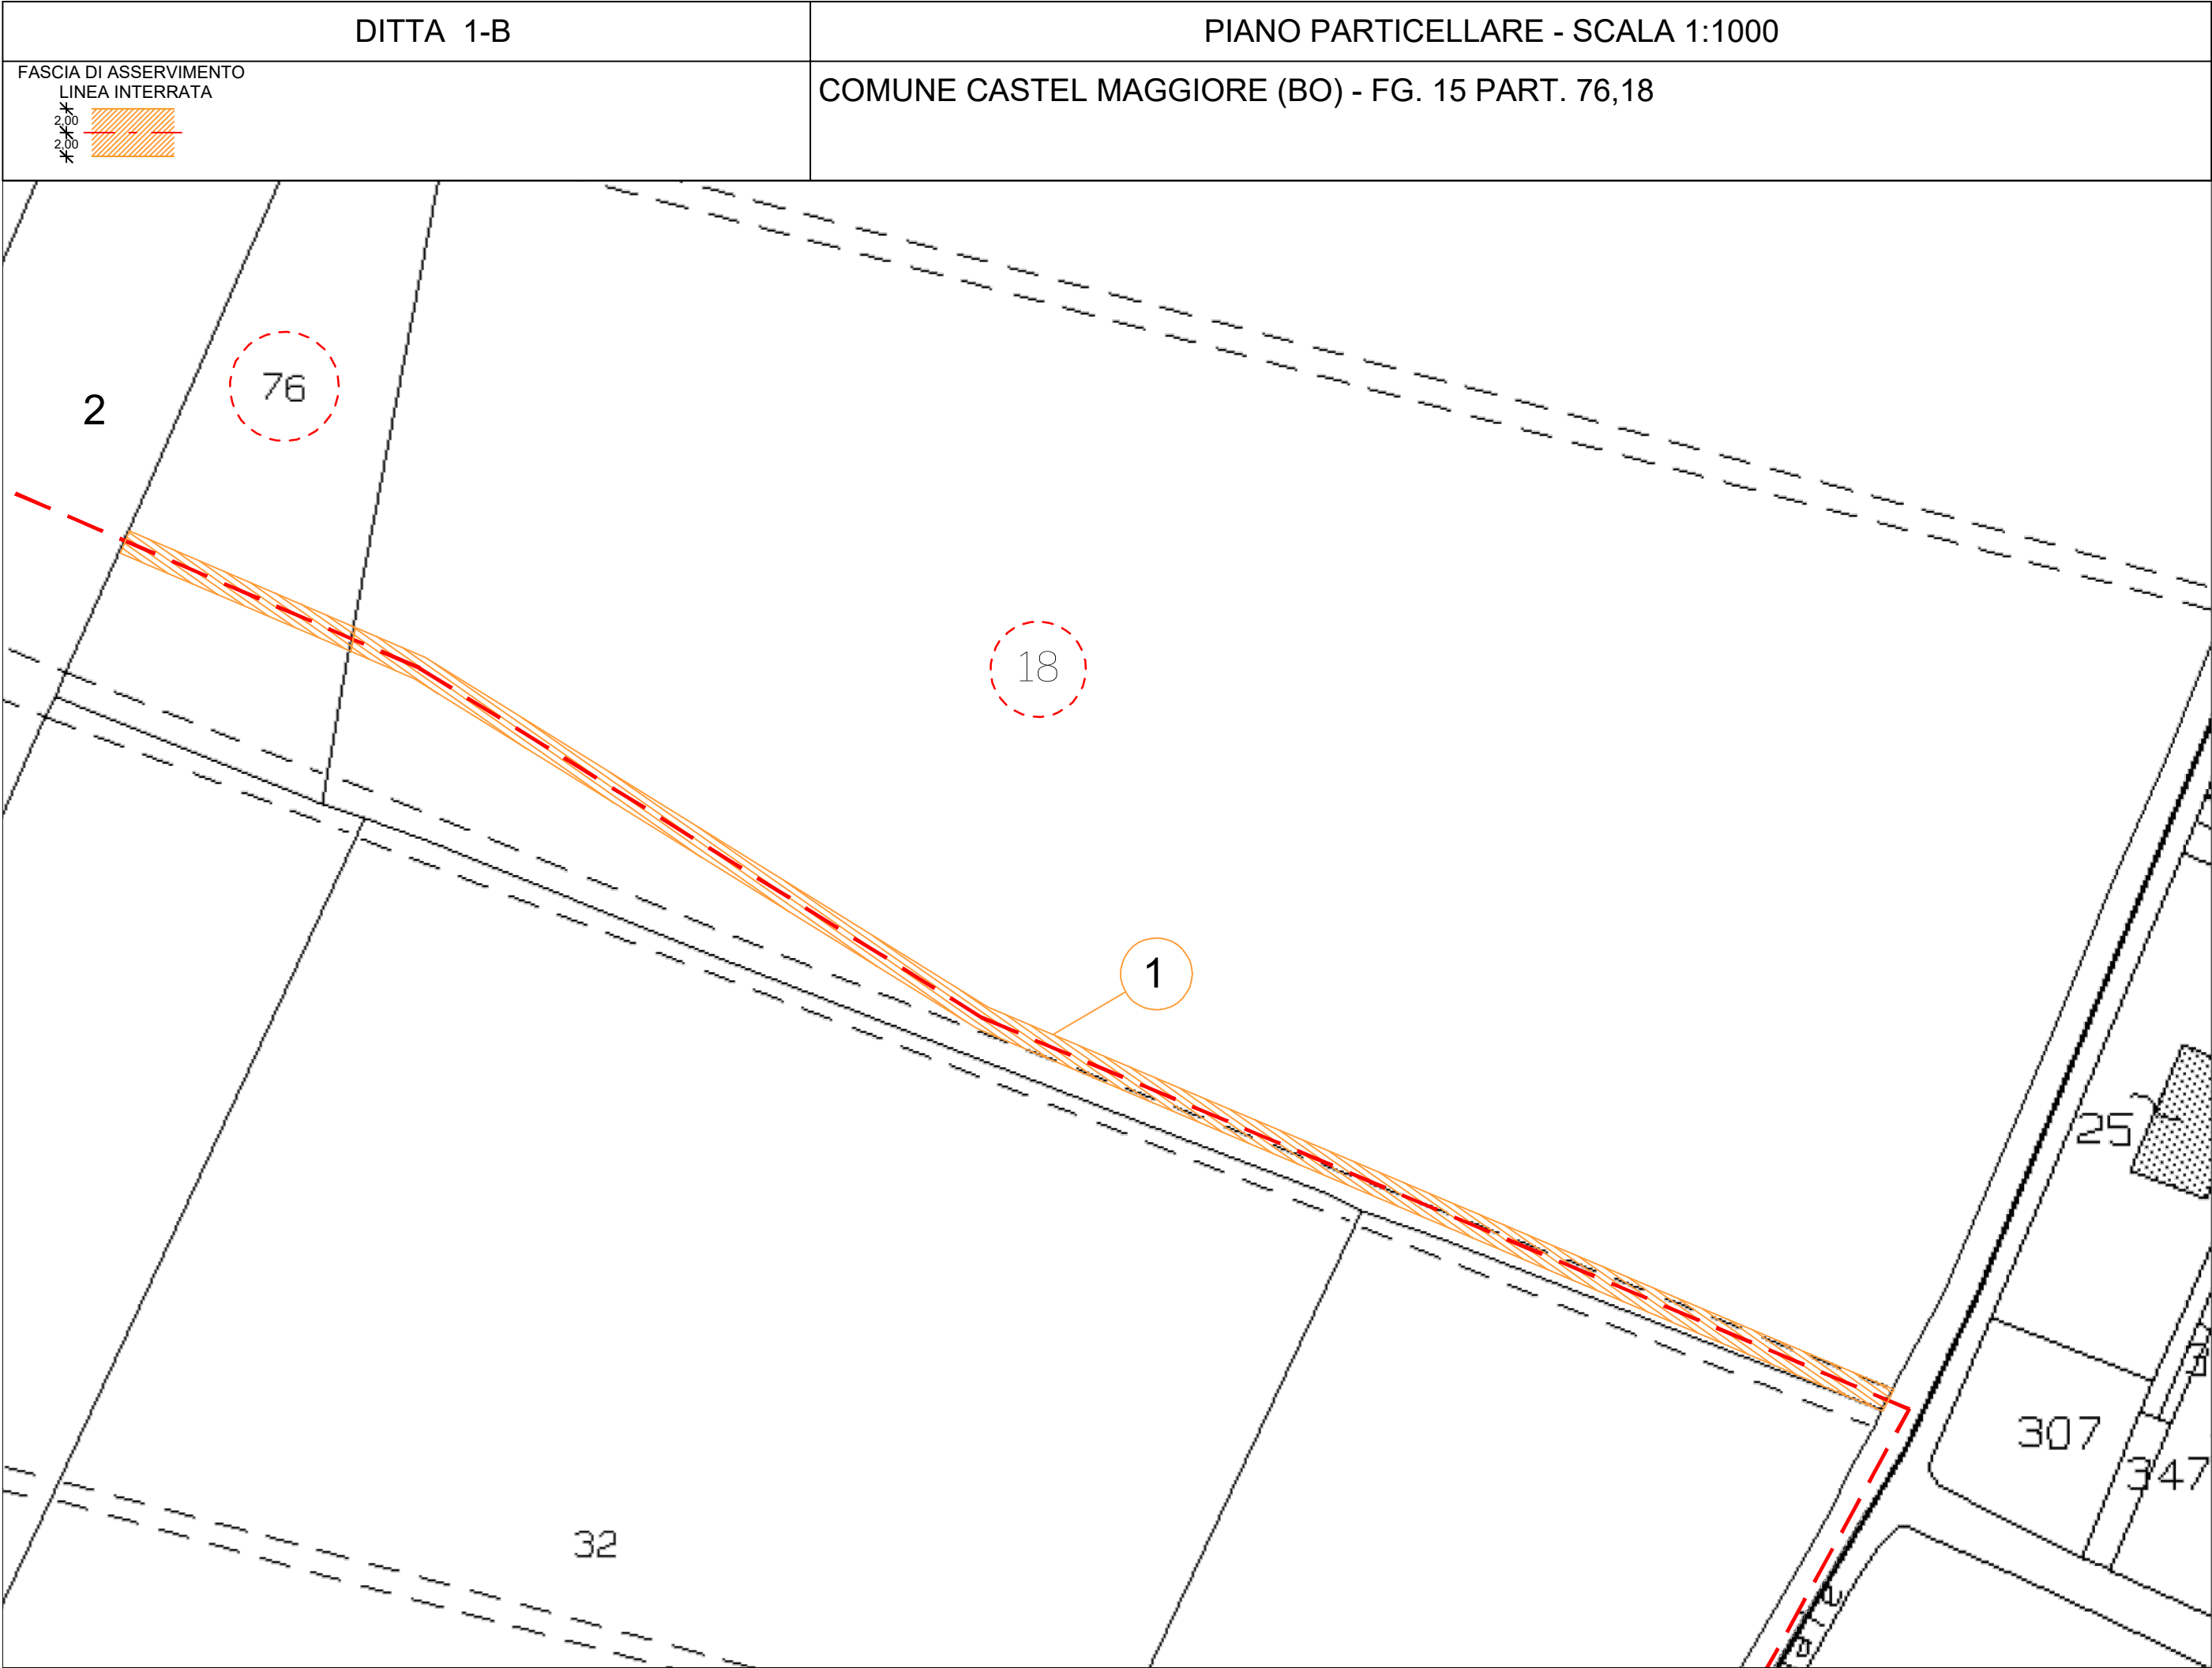 DITTA 1-B
PIANO PARTICELLARE - SCALA 1:1000
FASCIA DI ASSERVIMENTO
LINEA INTERRATA
2,00
2,00
COMUNE CASTEL MAGGIORE (BO) - FG. 15 PART. 76,18
76
2
18
1
25
307
347
32